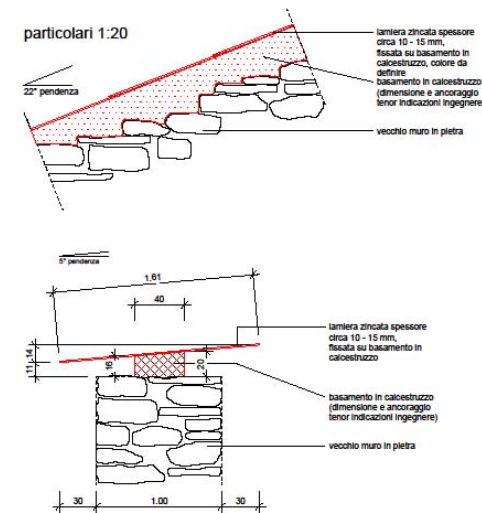 particolari 1:20
lamiera zincata spessore
circa 10 - 15 mm,
fissata su basamento in
calcestruzzo, colore da
definire
basamento in calcestruzzo
(dimensione e ancoraggio
tenor indicazioni ingegnere
22° pendenza
vecchio muro in pietra
5° pendenza
1.61
40
lamiera zincata spessore
circa 10 - 15 mm,
fissata su basamento in
calcestruzzo
11 14
16
20
basamento in calcestruzzo
(dimensione e ancoraggio
tenor indicazioni ingegnere)
vecchio muro in pietra
30 1.00 30